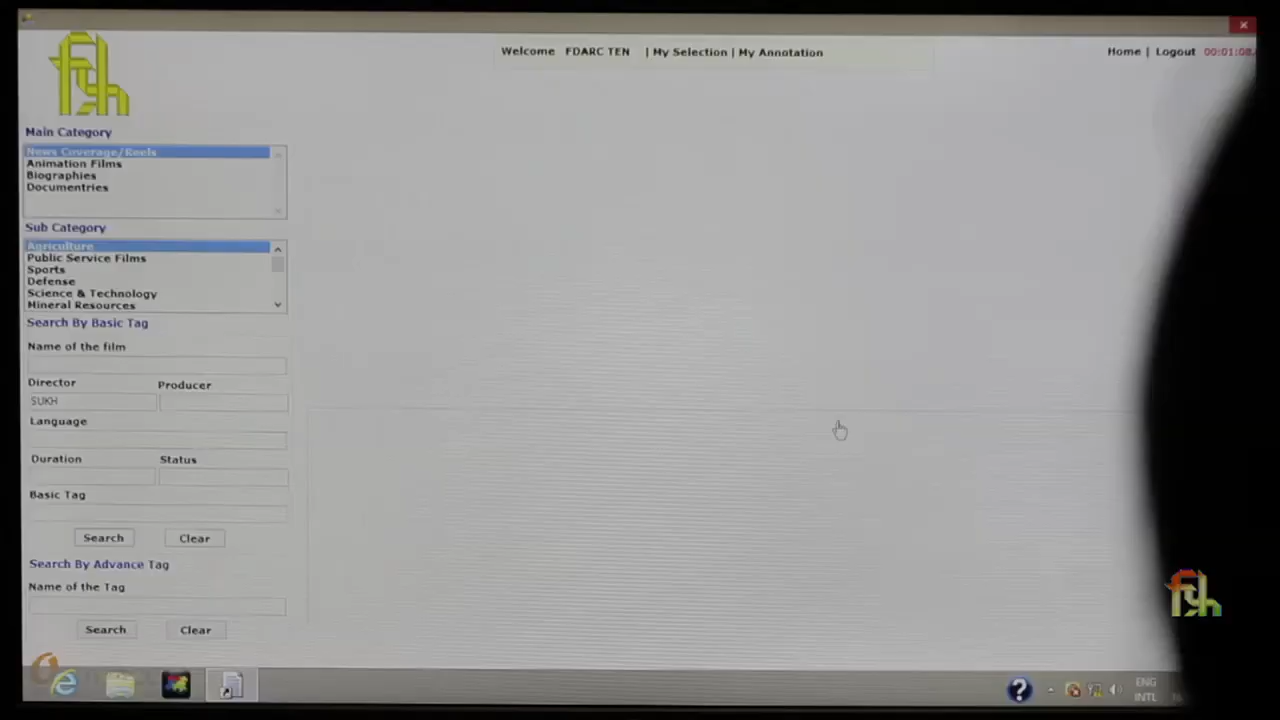 Welcome FDARC TEN | My Selection | My Annotation
Home | Logout 00:01:08
Main Category
News Coverage/Reels
Animation Films
Biographies
Documentries
Sub Category
Agriculture
Public Service Films
Sports
Defense
Science & Technology
Mineral Resources
Search By Basic Tag
Name of the film
Director Producer
SUKH
Language
Duration Status
Basic Tag
Search Clear
Search By Advance Tag
Name of the Tag
Search Clear
ENG
INTL